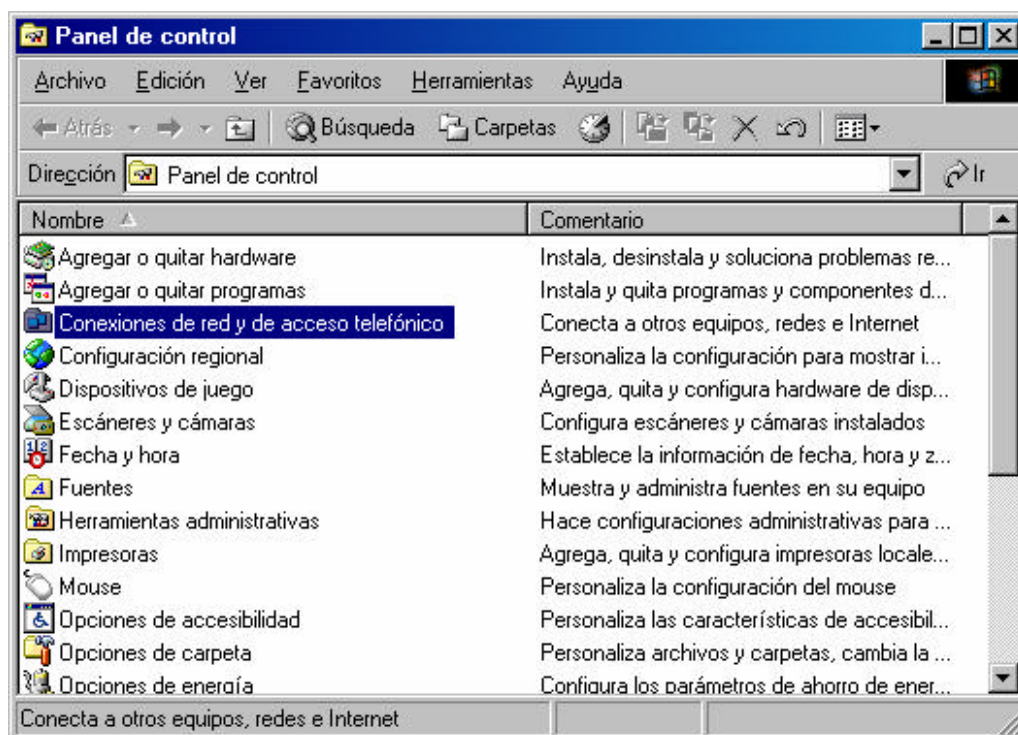 Panel de control
Archivo Edición Ver Favoritos Herramientas Ayuda
Atrás Búsqueda Carpetas
Dirección Panel de control Ir
Nombre Comentario
Agregar o quitar hardware Instala, desinstala y soluciona problemas re...
Agregar o quitar programas Instala y quita programas y componentes d...
Conexiones de red y de acceso telefónico Conecta a otros equipos, redes e Internet
Configuración regional Personaliza la configuración para mostrar i...
Dispositivos de juego Agrega, quita y configura hardware de disp...
Escáneres y cámaras Configura escáneres y cámaras instalados
Fecha y hora Establece la información de fecha, hora y z...
Fuentes Muestra y administra fuentes en su equipo
Herramientas administrativas Hace configuraciones administrativas para ...
Impresoras Agrega, quita y configura impresoras locale...
Mouse Personaliza la configuración del mouse
Opciones de accesibilidad Personaliza las características de accesibil...
Opciones de carpeta Personaliza archivos y carpetas, cambia la ...
Opciones de energía Configura los parámetros de ahorro de ener...
Conecta a otros equipos, redes e Internet